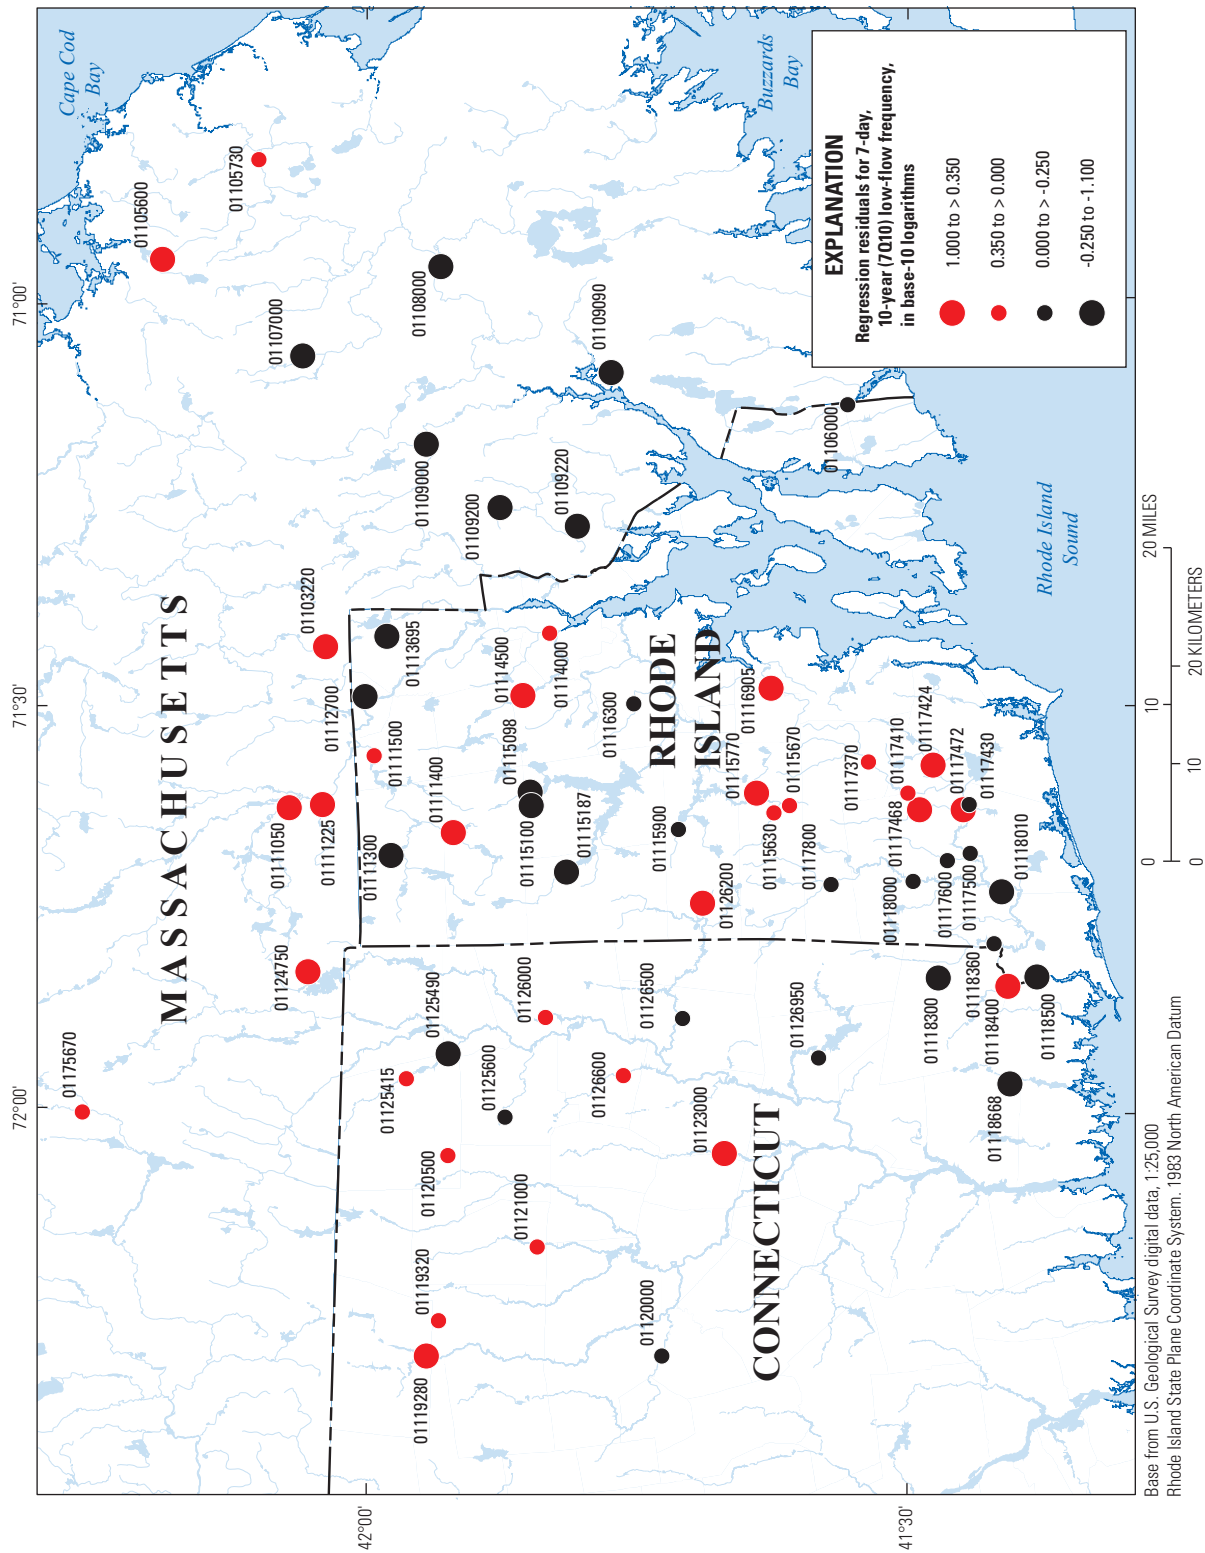 72°00'
71°30'
71°00'
Cape Cod
Bay
01175670
01105600
01105730
MASSACHUSETTS
01107000
01124750
01111050
01111225
01103220
01108000
42°00'
01112700
01113695
01111300
01111500
01109000
01125415
01125490
01111400
01119280
01119320
01120500
01109200
01125600
01121000
01126000
01115098
01114500
01114000
01115100
01115187
01109220
01109090
01126600
01116300
01120000
01126500
01115900
RHODE
ISLAND
Buzzards
Bay
01123000
01126200
01115770
01116905
CONNECTICUT
01126950
01115630
01115670
01117800
01106000
01117370
01117410
01117468
01117424
41°30'
01118000
01117600
01117472
01117430
01117500
01118300
01118360
01118010
01118400
01118500
01118668
Rhode Island
Sound
EXPLANATION
Regression residuals for 7-day,
10-year (7Q10) low-flow frequency,
in base-10 logarithms
1.000 to > 0.350
0.350 to > 0.000
0.000 to > -0.250
-0.250 to -1.100
Base from U.S. Geological Survey digital data, 1:25,000
Rhode Island State Plane Coordinate System. 1983 North American Datum
0 10 20 MILES
0 10 20 KILOMETERS